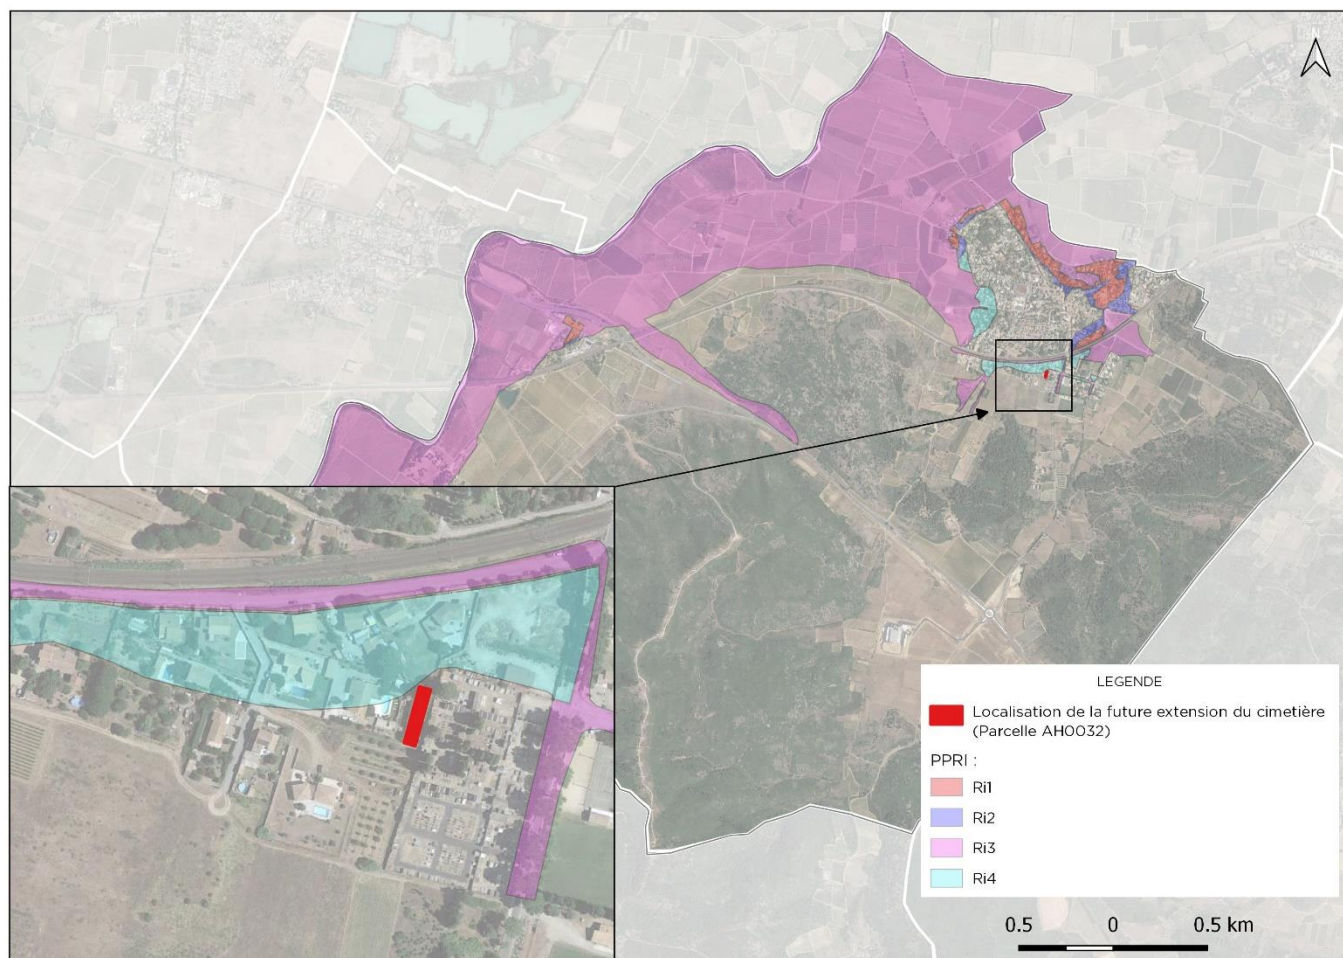 LEGENDE
Localisation de la future extension du cimetière
(Parcelle AH0032)
PPRI :
Ri1
Ri2
Ri3
Ri4
0.5 0 0.5 km